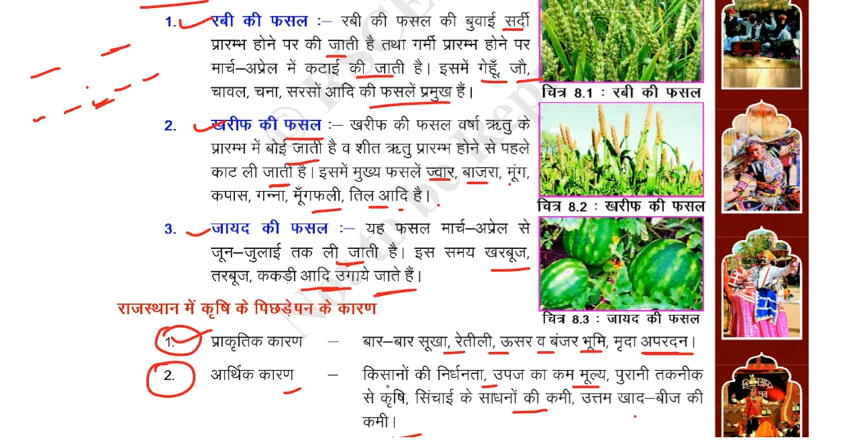 1. रबी की फसल :– रबी की फसल की बुवाई सर्दी
प्रारम्भ होने पर की जाती है तथा गर्मी प्रारम्भ होने पर
मार्च–अप्रेल में कटाई की जाती है। इसमें गेहूँ, जौ,
चावल, चना, सरसों आदि की फसलें प्रमुख हैं।
चित्र 8.1 : रबी की फसल
2. खरीफ की फसल :– खरीफ की फसल वर्षा ऋतु के
प्रारम्भ में बोई जाती है व शीत ऋतु प्रारम्भ होने से पहले
काट ली जाती है। इसमें मुख्य फसलें ज्वार, बाजरा, मूंग,
कपास, गन्ना, मूँगफली, तिल आदि है।
चित्र 8.2 : खरीफ की फसल
3. जायद की फसल :– यह फसल मार्च–अप्रेल से
जून–जुलाई तक ली जाती है। इस समय खरबूज,
तरबूज, ककड़ी आदि उगाये जाते हैं।
चित्र 8.3 : जायद की फसल
राजस्थान में कृषि के पिछड़ेपन के कारण
1. प्राकृतिक कारण – बार–बार सूखा, रेतीली, ऊसर व बंजर भूमि, मृदा अपरदन।
2. आर्थिक कारण – किसानों की निर्धनता, उपज का कम मूल्य, पुरानी तकनीक
से कृषि, सिंचाई के साधनों की कमी, उत्तम खाद–बीज की
कमी।